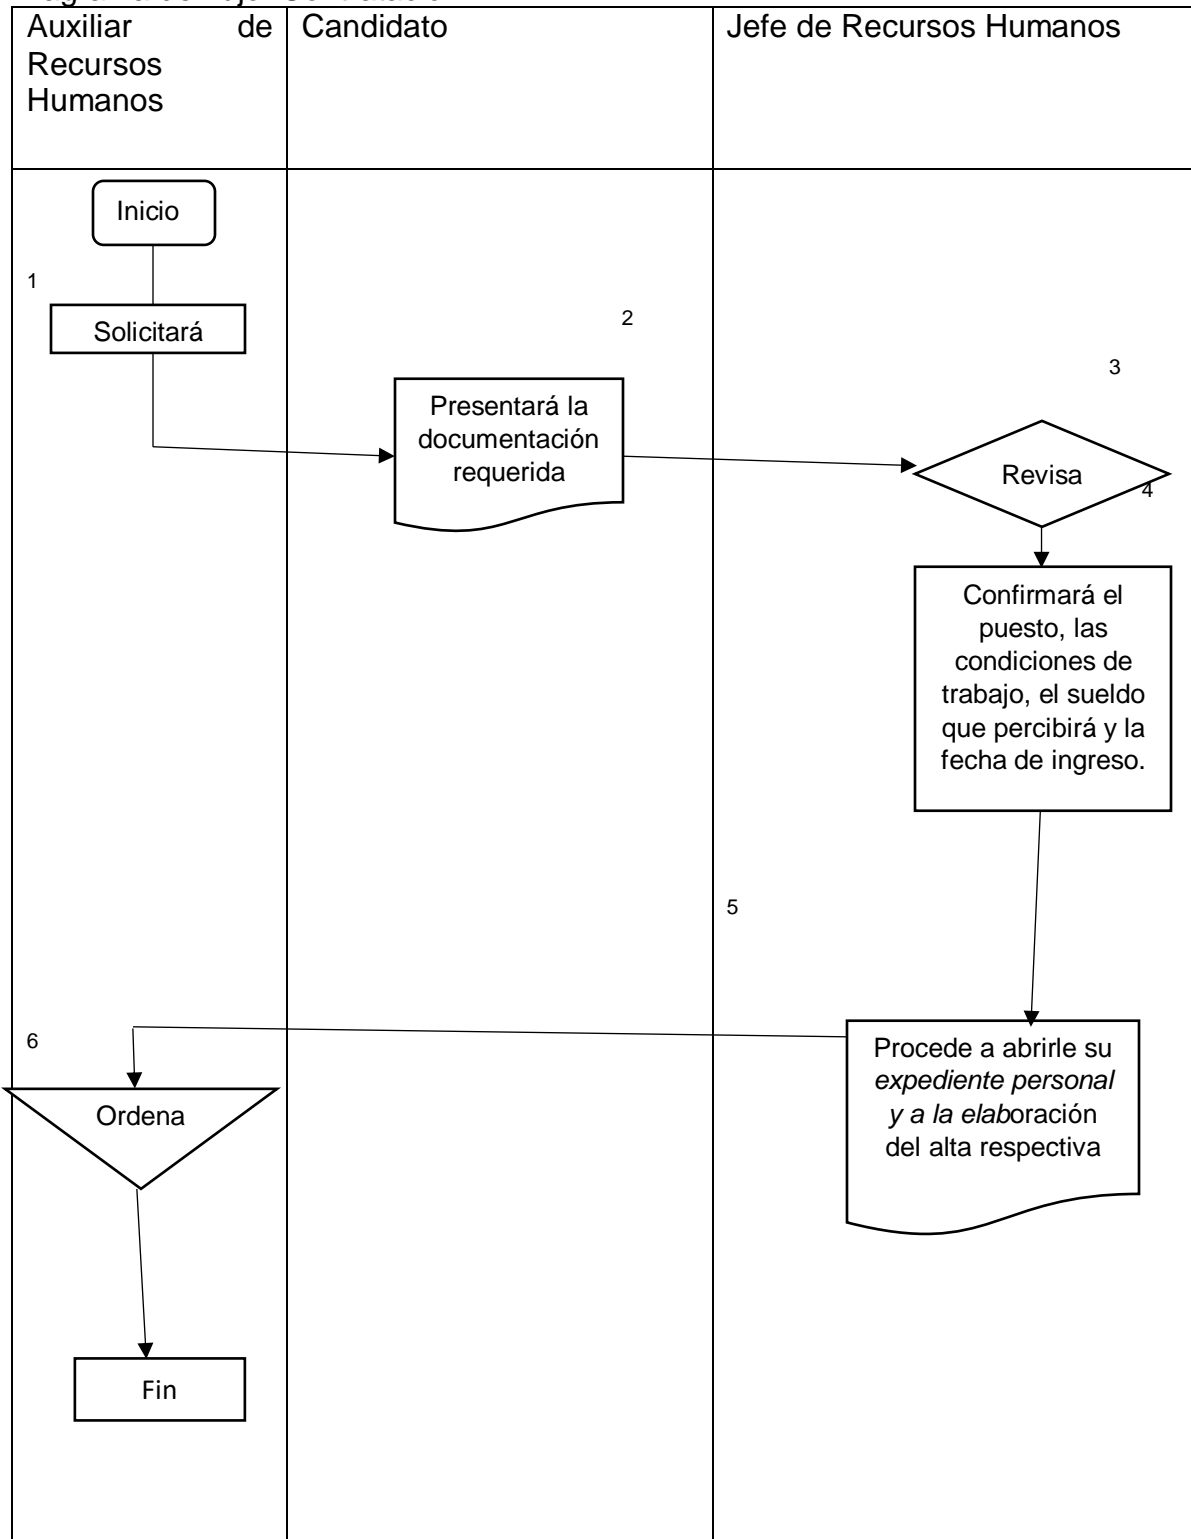 Auxiliar de
Recursos
Humanos
Candidato
Jefe de Recursos Humanos
Inicio
1
Solicitará
2
Presentará la
documentación
requerida
3
Revisa
4
Confirmará el
puesto, las
condiciones de
trabajo, el sueldo
que percibirá y la
fecha de ingreso.
5
Procede a abrirle su
expediente personal
y a la elaboración
del alta respectiva
6
Ordena
Fin